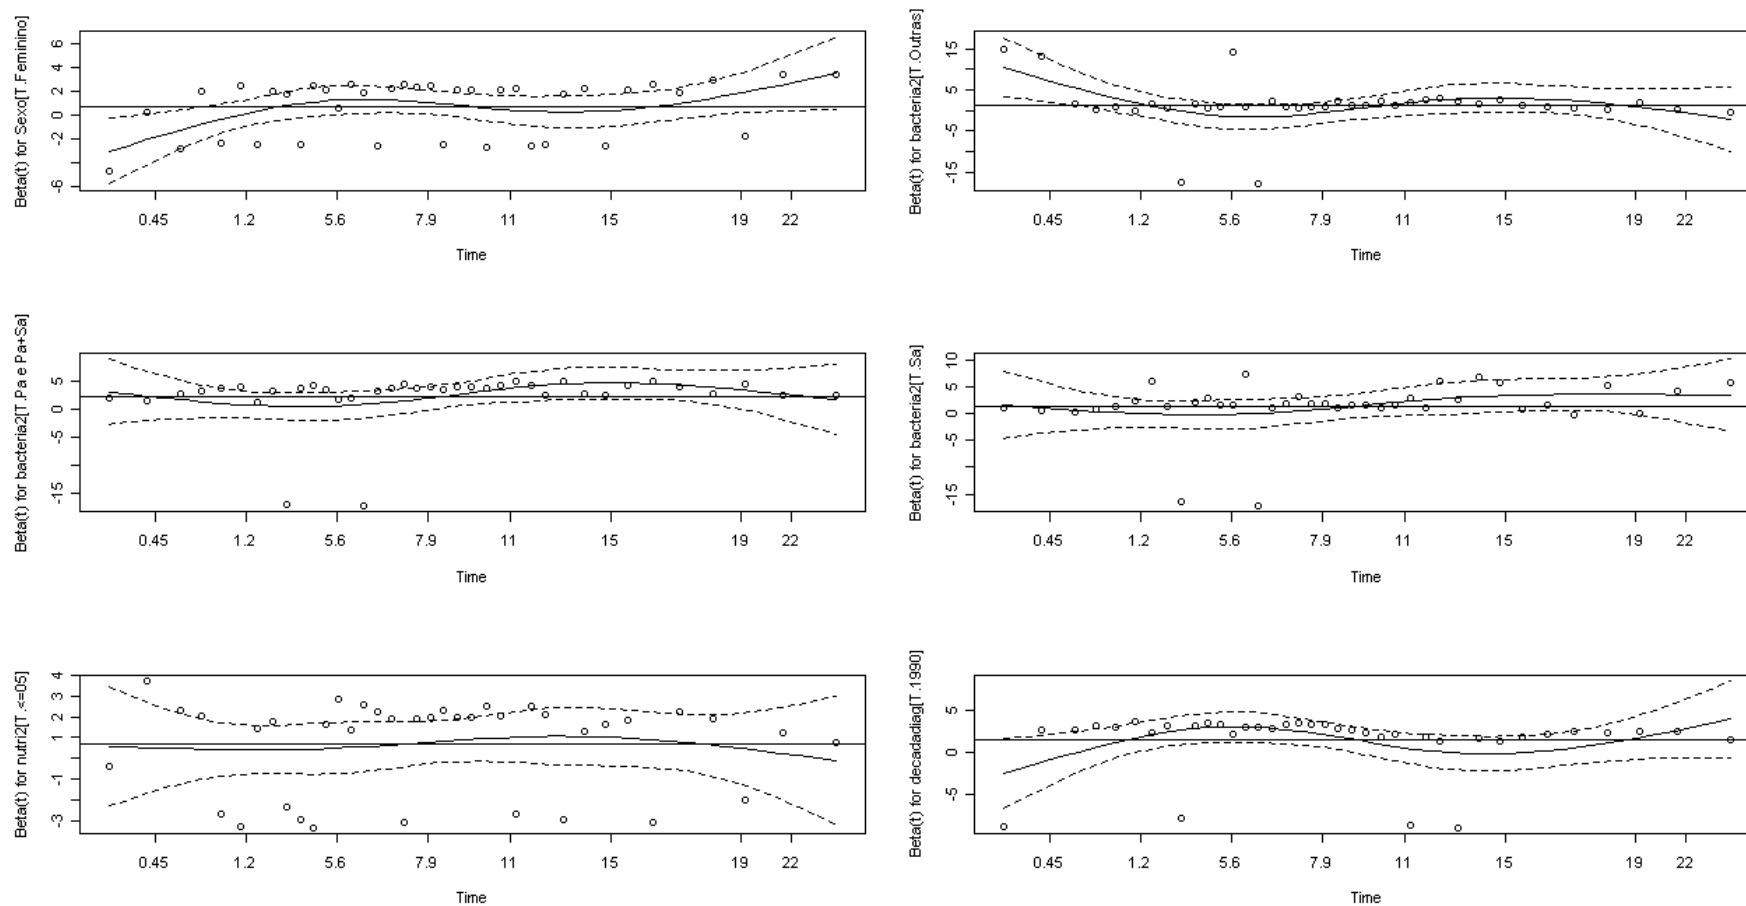 Beta(t) for Sexo[T.Feminino]
6
4
2
0
-2
-6
0.45 1.2 5.6 7.9 11 15 19 22
Time
Beta(t) for bacteria2[T.Outras]
15
5
-5
-15
0.45 1.2 5.6 7.9 11 15 19 22
Time
Beta(t) for bacteria2[T.Pa e Pa+Sa]
5
0
-5
-15
0.45 1.2 5.6 7.9 11 15 19 22
Time
Beta(t) for bacteria2[T.Sa]
10
5
0
-5
-15
0.45 1.2 5.6 7.9 11 15 19 22
Time
Beta(t) for nutri2[T.<=05]
4
3
2
1
-1
-3
0.45 1.2 5.6 7.9 11 15 19 22
Time
Beta(t) for decadadiag[T.1990]
5
0
-5
0.45 1.2 5.6 7.9 11 15 19 22
Time